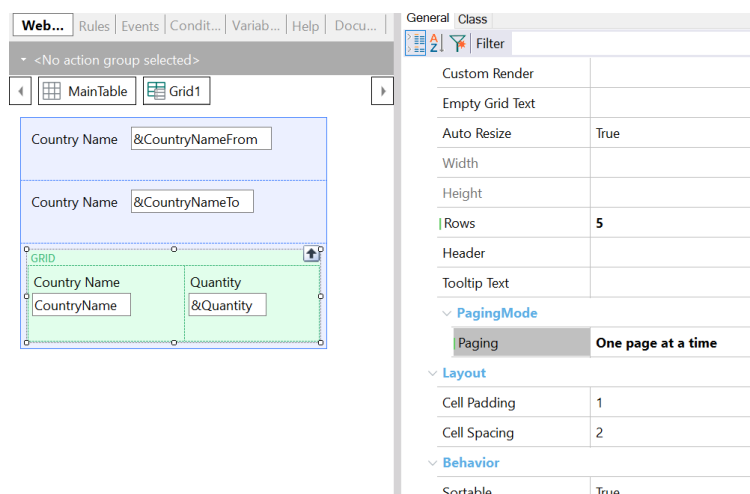 Web... Rules Events Condit... Variab... Help Docu...
<No action group selected>
MainTable Grid1
Country Name &CountryNameFrom
Country Name &CountryNameTo
GRID
Country Name Quantity
CountryName &Quantity
General Class
A Z Filter
Custom Render
Empty Grid Text
Auto Resize True
Width
Height
Rows 5
Header
Tooltip Text
PagingMode
Paging One page at a time
Layout
Cell Padding 1
Cell Spacing 2
Behavior
Sortable True